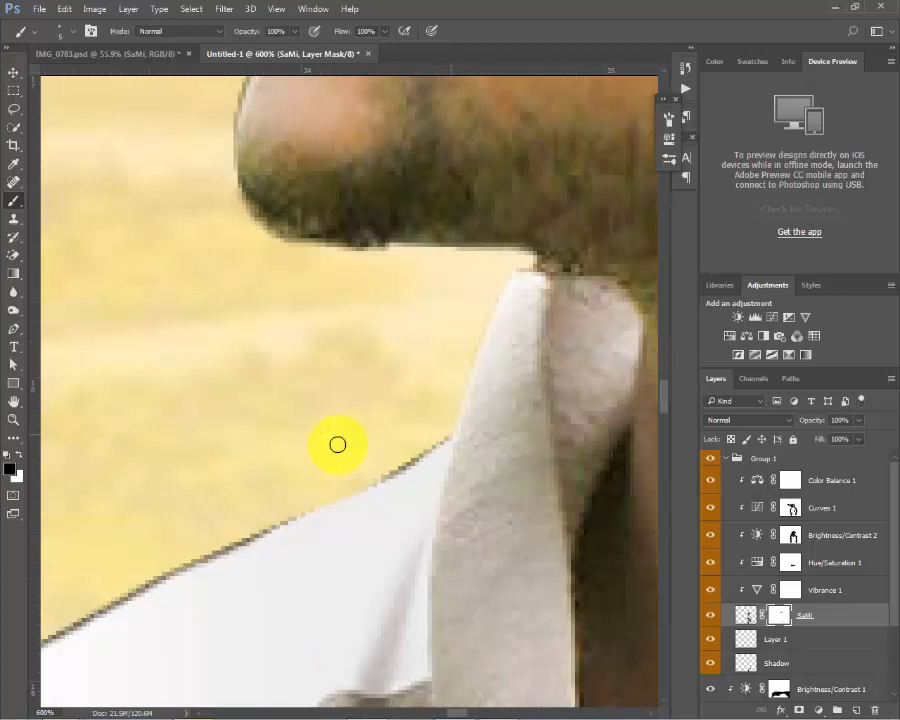 Ps File Edit Image Layer Type Select Filter 3D View Window Help
5 Mode: Normal Opacity: 100% Flow: 100%
IMG_0783.psd @ 55.9% (SaMi, RGB/8) * × Untitled-1 @ 600% (SaMi, Layer Mask/8) * ×
24 25
Color Swatches Info Device Preview
To preview designs directly on iOS
devices while in offline mode, launch the
Adobe Preview CC mobile app and
connect to Photoshop using USB.
Check for Devices
Get the app
Libraries Adjustments Styles
Add an adjustment
Layers Channels Paths
Kind
Normal Opacity: 100%
Lock: Fill: 100%
Group 1
Color Balance 1
Curves 1
Brightness/Contrast 2
Hue/Saturation 1
Vibrance 1
SaMi
Layer 1
Shadow
Brightness/Contrast 1
600% Doc: 21.5M/120.6M